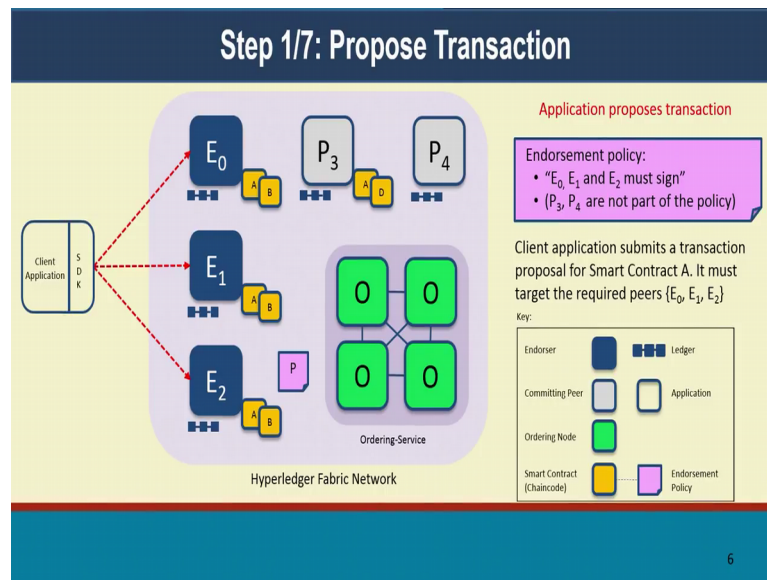 Step 1/7: Propose Transaction
Client
Application
S
D
K
E0
A
B
P3
A
D
P4
E1
A
B
E2
A
B
P
O
O
O
O
Ordering-Service
Hyperledger Fabric Network
Application proposes transaction
Endorsement policy:
• “E0, E1 and E2 must sign”
• (P3, P4 are not part of the policy)
Client application submits a transaction
proposal for Smart Contract A. It must
target the required peers {E0, E1, E2}
Key:
Endorser
Ledger
Committing Peer
Application
Ordering Node
Smart Contract
(Chaincode)
Endorsement
Policy
6